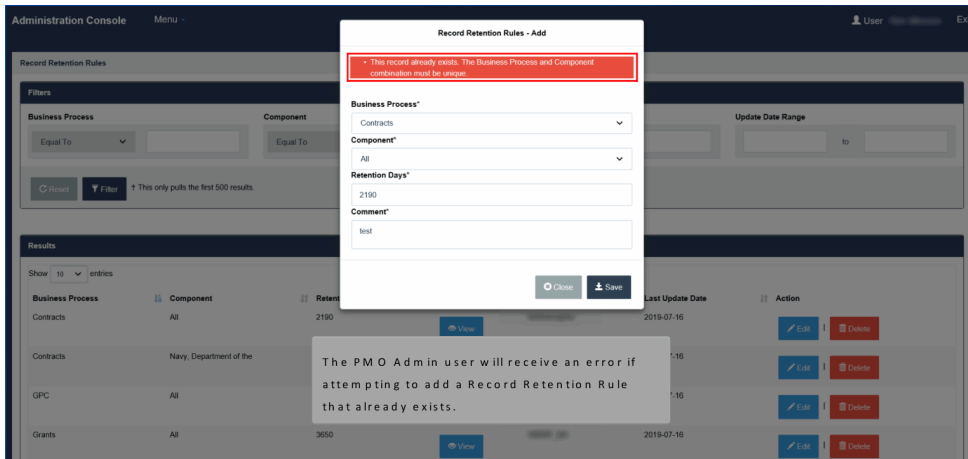 Administration Console Menu User Ex
Record Retention Rules - Add
Record Retention Rules
• This record already exists. The Business Process and Component
combination must be unique.
Filters
Business Process Component Update Date Range
Equal To Equal To to
Business Process*
Contracts
Component*
All
Reset Filter † This only pulls the first 500 results.
Retention Days*
2190
Comment*
test
Results
Show 10 entries
Close Save
Business Process Component Retent Last Update Date Action
Contracts All 2190 View 2019-07-16 Edit | Delete
Contracts Navy, Department of the 7-16 Edit | Delete
GPC All 7-16 Edit | Delete
Grants All 3650 View 2019-07-16 Edit | Delete
The PMO Admin user will receive an error if
attempting to add a Record Retention Rule
that already exists.